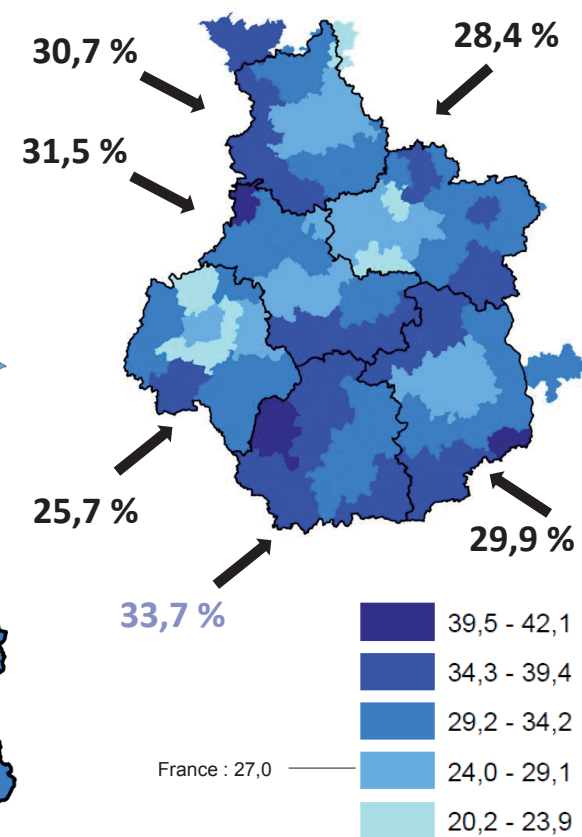 30,7 %
28,4 %
31,5 %
25,7 %
29,9 %
33,7 %
39,5 - 42,1
34,3 - 39,4
29,2 - 34,2
France : 27,0
24,0 - 29,1
20,2 - 23,9